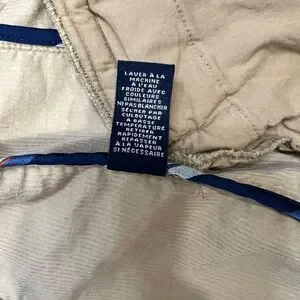 LAVER À LA
MACHINE
À L'EAU
FROIDE AVEC
COULEURS
SIMILAIRES
NE PAS BLANCHIR
SÉCHER PAR
CULBUTAGE
A BASSE
TEMPERATURE
RETIRER
RAPIDEMENT
REPASSER
À LA VAPEUR
SI NÉCESSAIRE